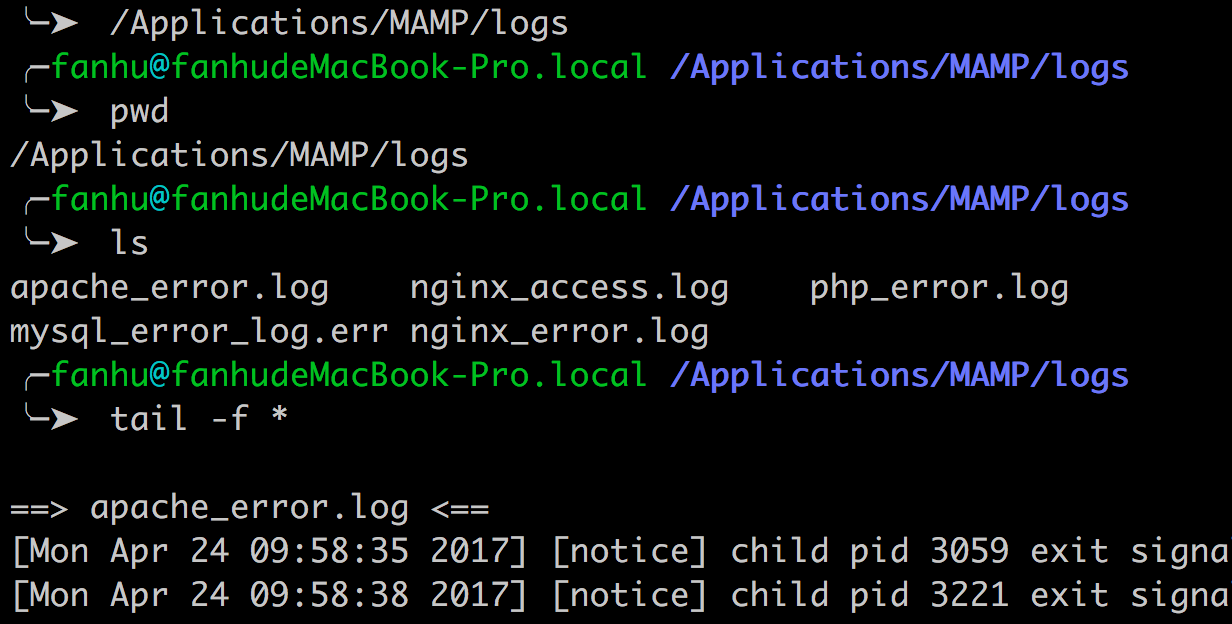 ╰─➤  /Applications/MAMP/logs
╭─fanhu@fanhudeMacBook-Pro.local /Applications/MAMP/logs
╰─➤  pwd
/Applications/MAMP/logs
╭─fanhu@fanhudeMacBook-Pro.local /Applications/MAMP/logs
╰─➤  ls
apache_error.log    nginx_access.log    php_error.log
mysql_error_log.err nginx_error.log
╭─fanhu@fanhudeMacBook-Pro.local /Applications/MAMP/logs
╰─➤  tail -f *
==> apache_error.log <==
[Mon Apr 24 09:58:35 2017] [notice] child pid 3059 exit signa
[Mon Apr 24 09:58:38 2017] [notice] child pid 3221 exit signa